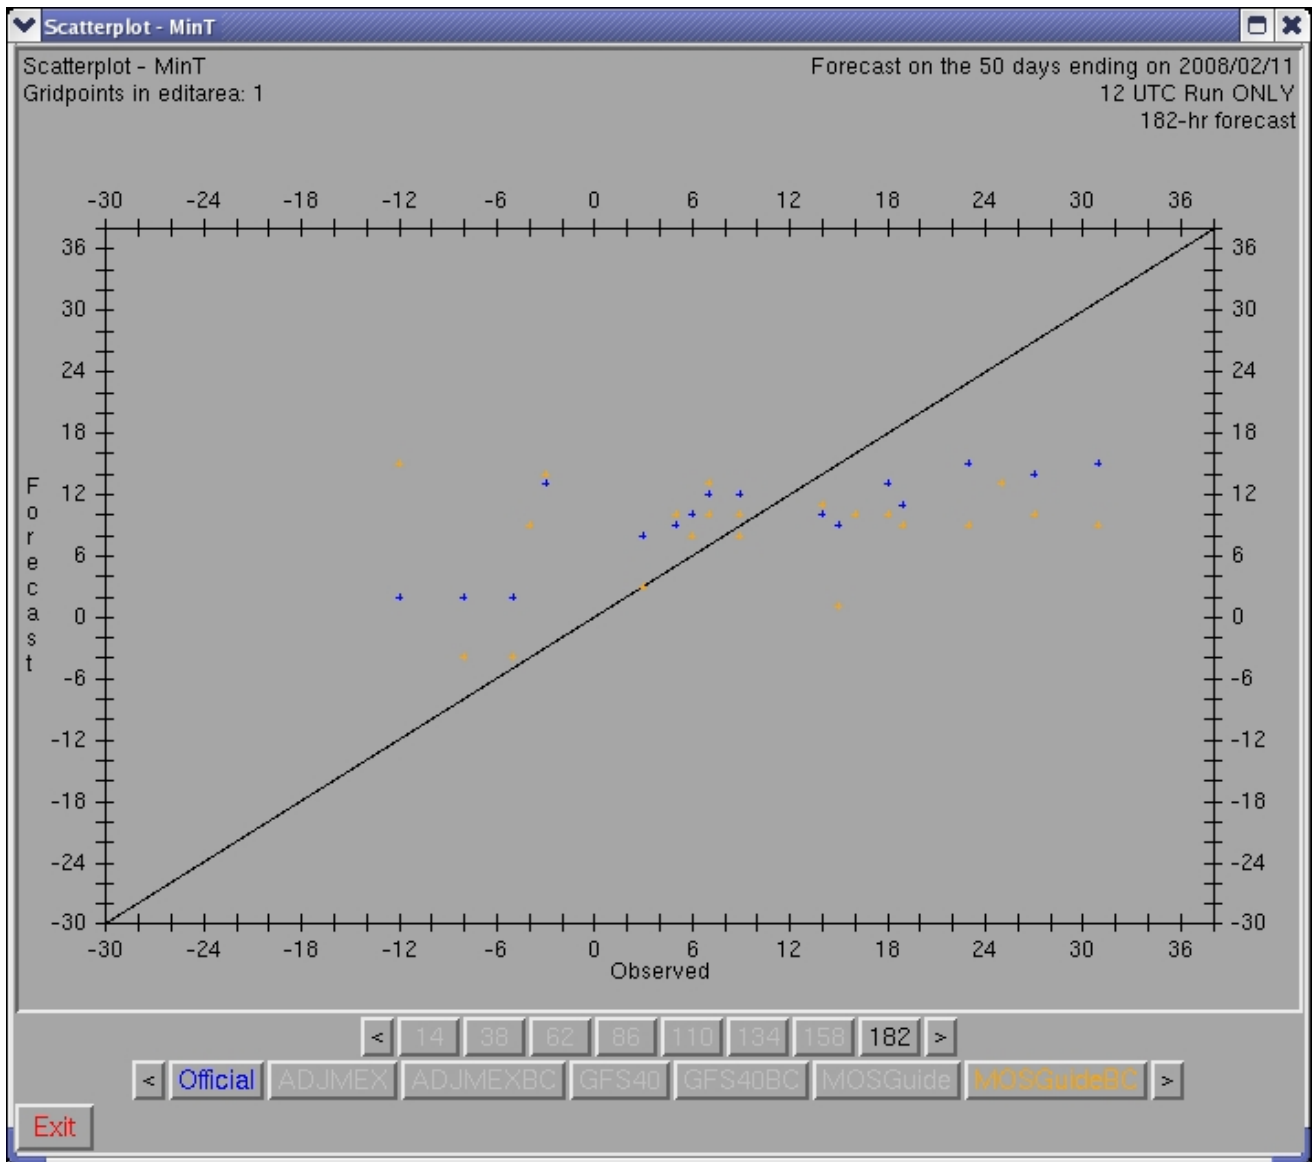 Scatterplot - MinT
Scatterplot - MinT
Forecast on the 50 days ending on 2008/02/11
Gridpoints in editarea: 1
12 UTC Run ONLY
182-hr forecast
-30 -24 -18 -12 -6 0 6 12 18 24 30 36
36 36
30 30
24 24
18 18
12 12
6 6
0 0
-6 -6
-12 -12
-18 -18
-24 -24
-30 -30
Forecast
-30 -24 -18 -12 -6 0 6 12 18 24 30 36
Observed
< 14 38 62 86 110 134 158 182 >
< Official ADJMEX ADJMEXBC GFS40 GFS40BC MOSGuide MOSGuideBC >
Exit